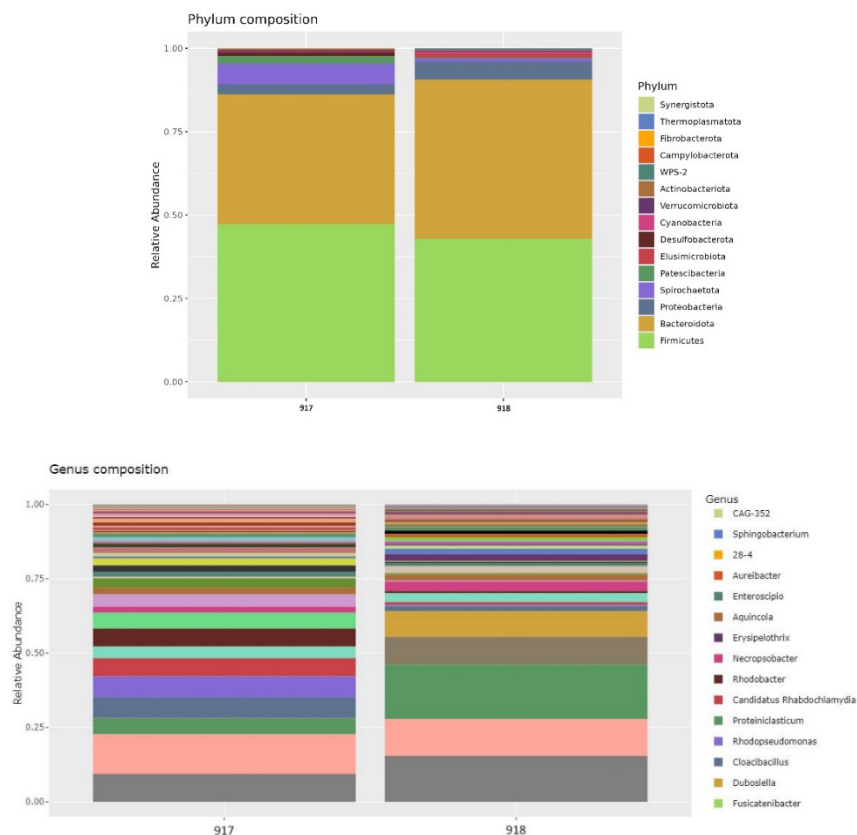 Phylum composition
1.00
0.75
0.50
0.25
0.00
Relative Abundance
917
918
Phylum
Synergistota
Thermoplasmatota
Fibrobacterota
Campylobacterota
WPS-2
Actinobacteriota
Verrucomicrobiota
Cyanobacteria
Desulfobacterota
Elusimicrobiota
Patescibacteria
Spirochaetota
Proteobacteria
Bacteroidota
Firmicutes
Genus composition
1.00
0.75
0.50
0.25
0.00
Relative Abundance
917
918
Genus
CAG-352
Sphingobacterium
28-4
Aureibacter
Enteroscipio
Aquincola
Erysipelothrix
Necropsobacter
Rhodobacter
Candidatus Rhabdochlamydia
Proteiniclasticum
Rhodopseudomonas
Cloacibacillus
Dubosiella
Fusicatenibacter